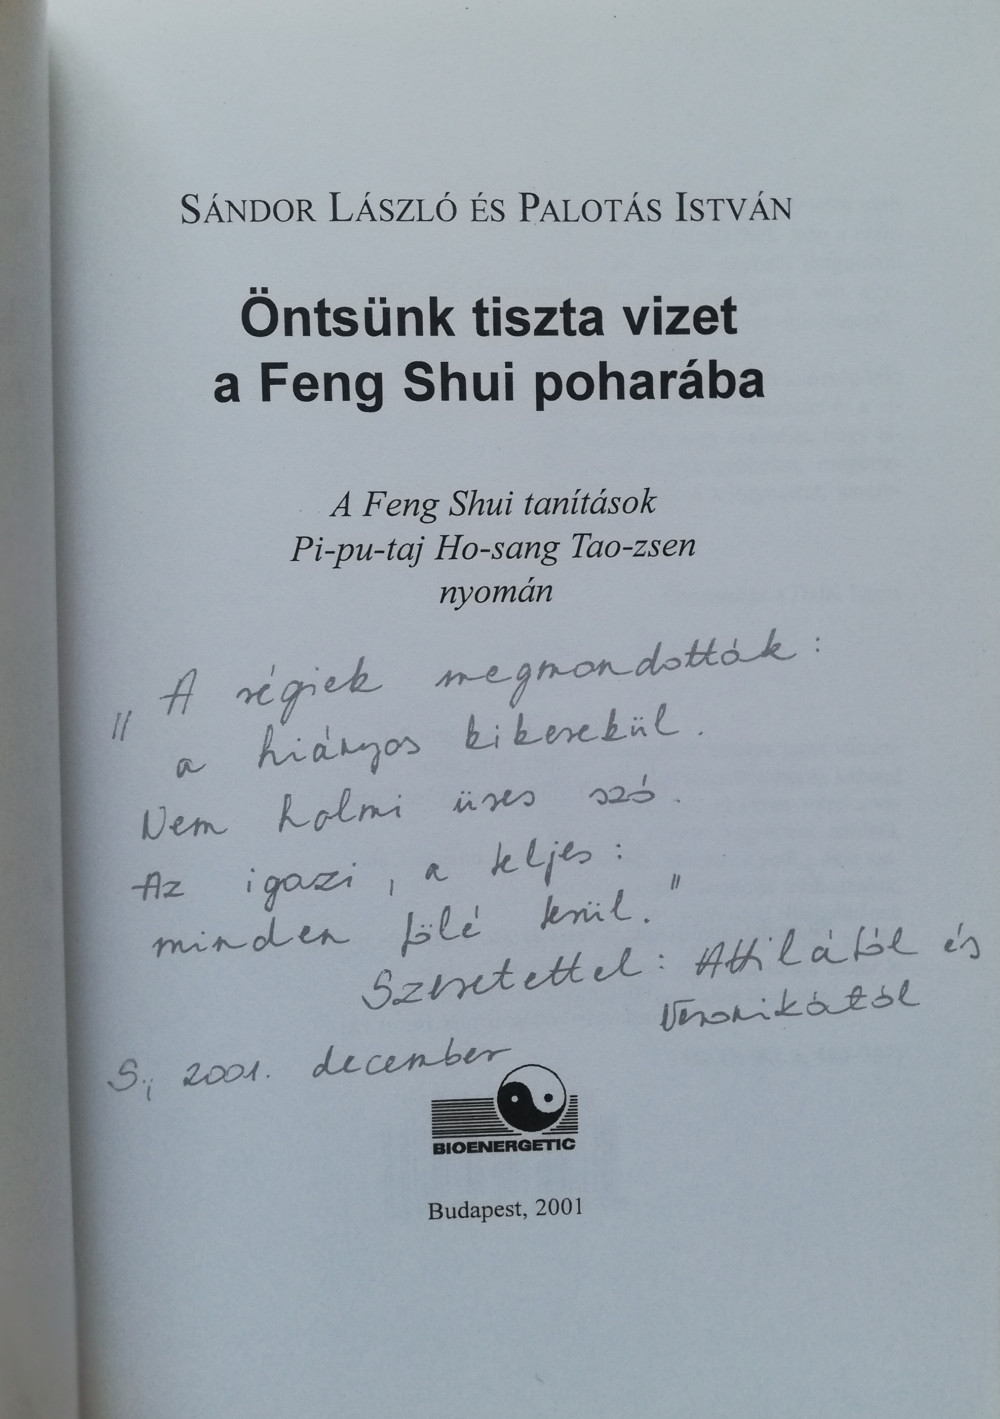 SÁNDOR LÁSZLÓ ÉS PALOTÁS ISTVÁN
Öntsünk tiszta vizet
a Feng Shui poharába
A Feng Shui tanítások
Pi-pu-taj Ho-sang Tao-zsen
nyomán
"A régiek megmondották:
a hiányos kikerekül.
Nem holmi üres szó.
Az igazi, a teljes:
minden fölé kerül."
Szeretettel: Attilától és
Veronikától
S., 2001. december
BIOENERGETIC
Budapest, 2001